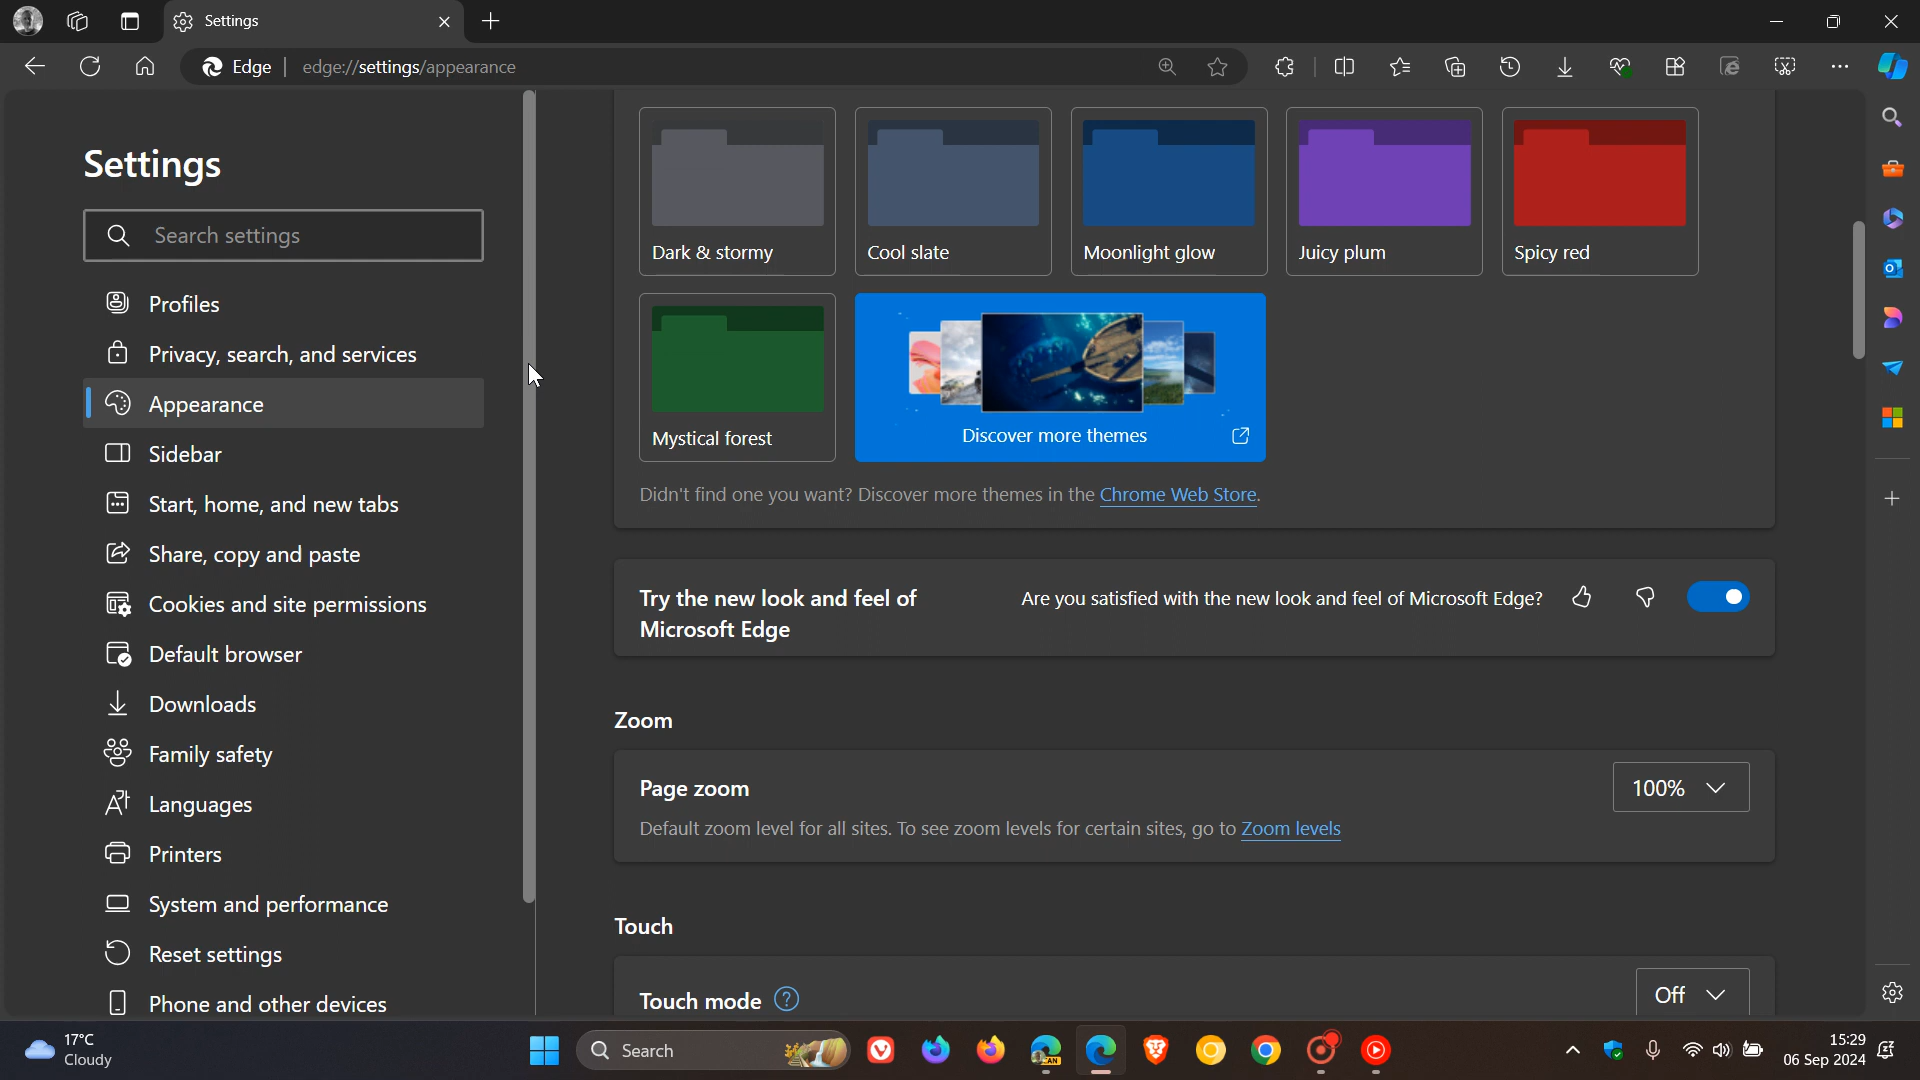 Settings
Edge
edge://settings/appearance
Settings
Search settings
Profiles
Privacy, search, and services
Appearance
Sidebar
Start, home, and new tabs
Share, copy and paste
Cookies and site permissions
Default browser
Downloads
Family safety
Languages
Printers
System and performance
Reset settings
Phone and other devices
Dark & stormy
Cool slate
Moonlight glow
Juicy plum
Spicy red
Mystical forest
Discover more themes
Didn't find one you want? Discover more themes in the Chrome Web Store.
Try the new look and feel of
Microsoft Edge
Are you satisfied with the new look and feel of Microsoft Edge?
Zoom
Page zoom
100%
Default zoom level for all sites. To see zoom levels for certain sites, go to Zoom levels
Touch
Touch mode
Off
17°C
Cloudy
Search
CAN
15:29
06 Sep 2024